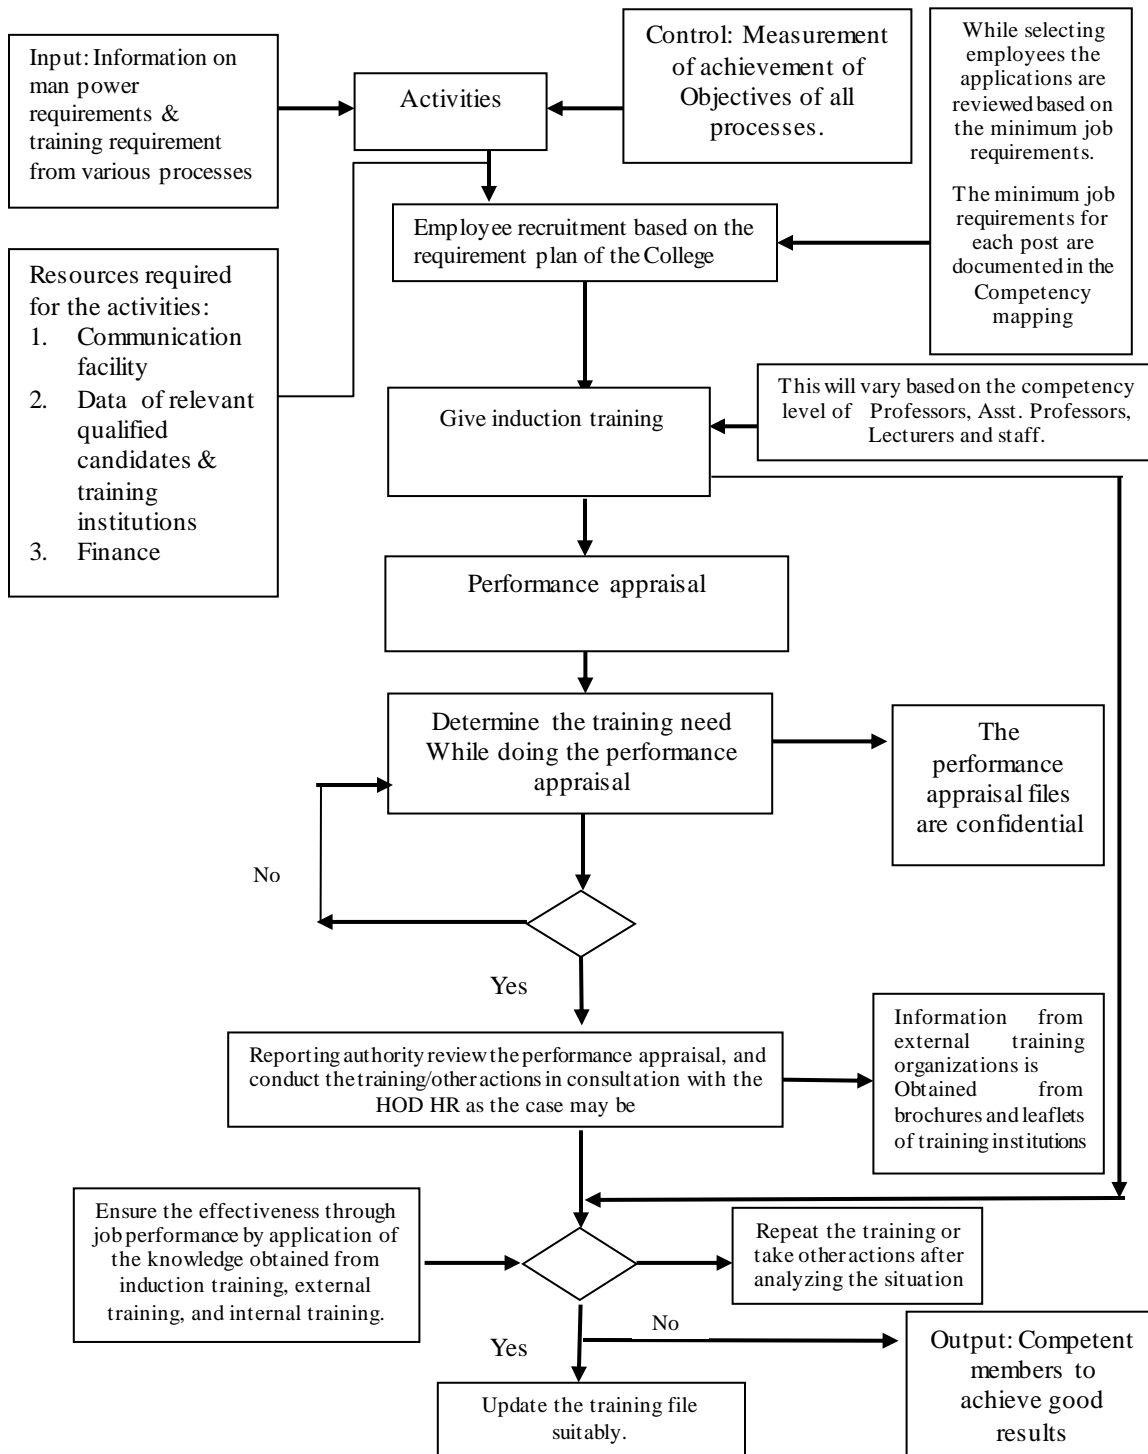 Input: Information on
man power
requirements &
training requirement
from various processes
Activities
Control: Measurement
of achievement of
Objectives of all
processes.
While selecting
employees the
applications are
reviewed based on
the minimum job
requirements.
The minimum job
requirements for
each post are
documented in the
Competency
mapping
Employee recruitment based on the
requirement plan of the College
Resources required
for the activities:
1. Communication
facility
2. Data of relevant
qualified
candidates &
training
institutions
3. Finance
Give induction training
This will vary based on the competency
level of Professors, Asst. Professors,
Lecturers and staff.
Performance appraisal
Determine the training need
While doing the performance
appraisal
The
performance
appraisal files
are confidential
No
Yes
Reporting authority review the performance appraisal, and
conduct the training/other actions in consultation with the
HOD HR as the case may be
Information from
external training
organizations is
Obtained from
brochures and leaflets
of training institutions
Ensure the effectiveness through
job performance by application of
the knowledge obtained from
induction training, external
training, and internal training.
Repeat the training or
take other actions after
analyzing the situation
No
Yes
Output: Competent
members to
achieve good
results
Update the training file
suitably.